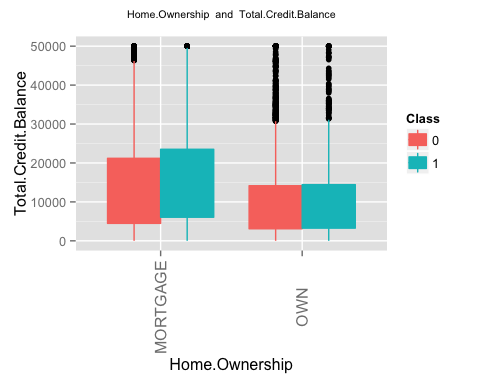 Home.Ownership and Total.Credit.Balance
Total.Credit.Balance
50000
40000
30000
20000
10000
0
MORTGAGE
OWN
Home.Ownership
Class
0
1